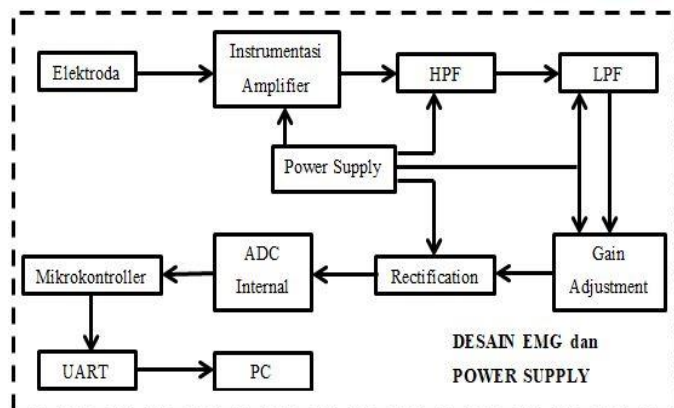 Elektroda
Instrumentasi
Amplifier
HPF
LPF
Power Supply
Mikrokontroller
ADC
Internal
Rectification
Gain
Adjustment
UART
PC
DESAIN EMG dan
POWER SUPPLY